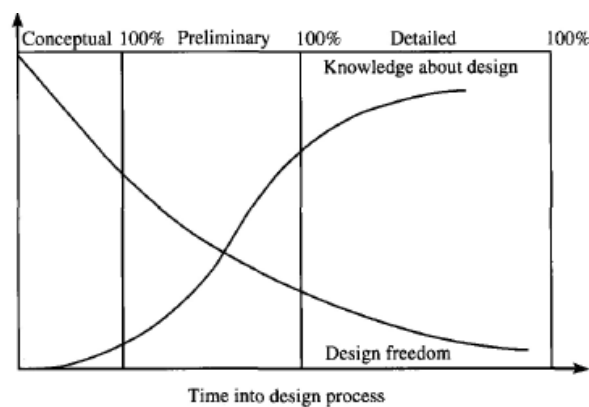 Conceptual 100% Preliminary 100% Detailed 100%
Knowledge about design
Design freedom
Time into design process